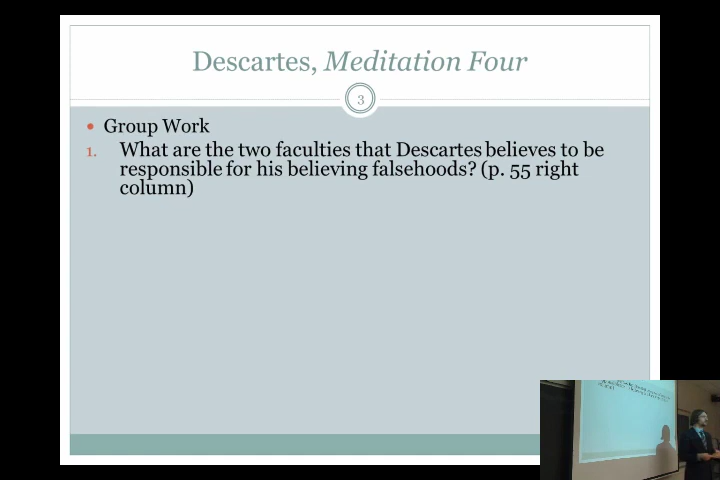 Descartes, Meditation Four
3
• Group Work
1. What are the two faculties that Descartes believes to be
responsible for his believing falsehoods? (p. 55 right
column)